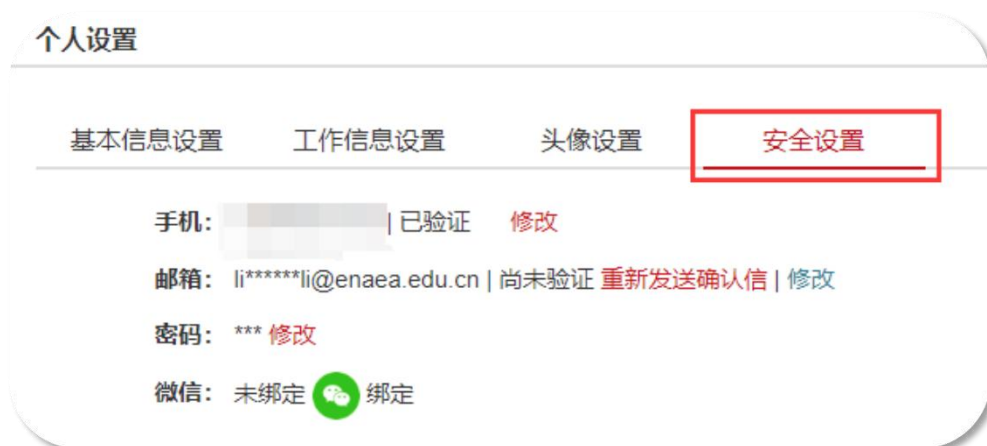 个人设置
基本信息设置 工作信息设置 头像设置 安全设置
手机： | 已验证 修改
邮箱： li******li@enaea.edu.cn | 尚未验证 重新发送确认信 | 修改
密码： *** 修改
微信： 未绑定 绑定